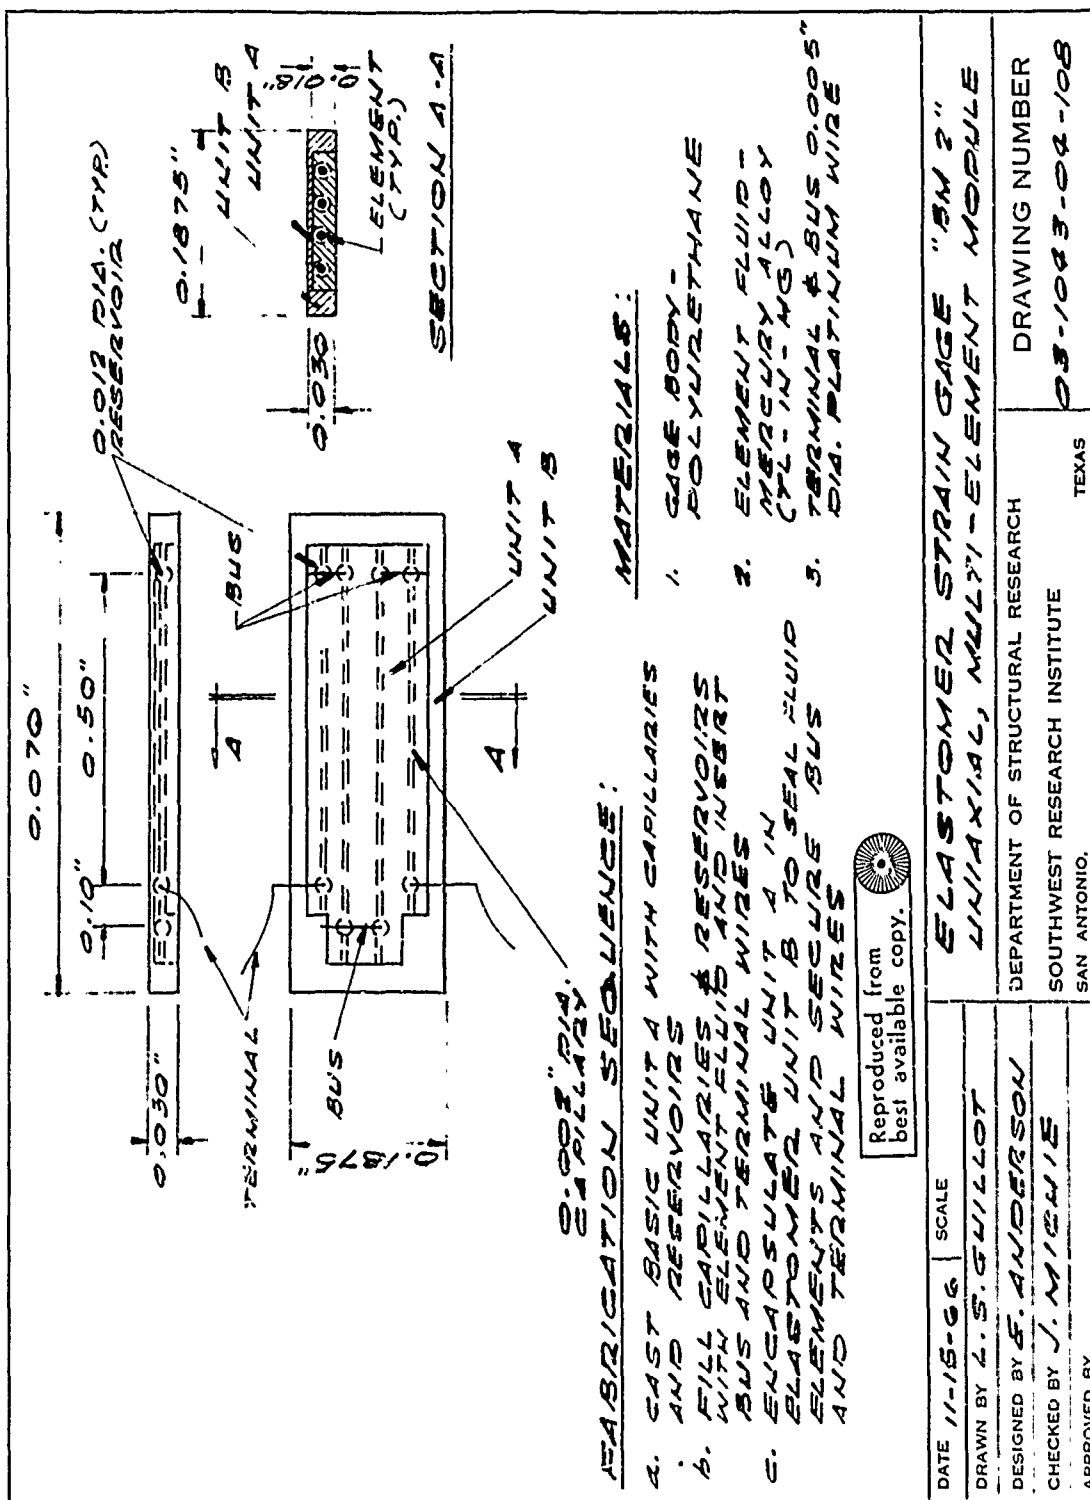 0.070"
0.10"
0.50"
0.012 DIA. (TYP.)
RESERVOIR
0.030"
TERMINAL
BUS
BUS
A
A
0.1875"
0.002" DIA.
CAPILLARY
UNIT A
UNIT B
0.1875"
UNIT B
UNIT A
0.018"
0.030
ELEMENT
(TYP.)
SECTION A-A
FABRICATION SEQUENCE:
a. CAST BASIC UNIT A WITH CAPILLARIES
AND RESERVOIRS
b. FILL CAPILLARIES & RESERVOIRS
WITH ELEMENT FLUID AND INSERT
BUS AND TERMINAL WIRES
c. ENCAPSULATE UNIT A IN
ELASTOMER UNIT B TO SEAL FLUID
ELEMENTS AND SECURE BUS
AND TERMINAL WIRES
MATERIALS:
1. GAGE BODY -
POLYURETHANE
2. ELEMENT FLUID -
MERCURY ALLOY
(TL-IN-HG)
3. TERMINAL & BUS 0.005"
DIA. PLATINUM WIRE
Reproduced from
best available copy.
DATE 11-15-66
SCALE
DRAWN BY L.S. GUILLOT
DESIGNED BY E. ANDERSON
CHECKED BY J. MICHIE
APPROVED BY
ELASTOMER STRAIN GAGE "BM 2"
UNIAXIAL, MULTI-ELEMENT MODULE
DEPARTMENT OF STRUCTURAL RESEARCH
SOUTHWEST RESEARCH INSTITUTE
SAN ANTONIO, TEXAS
DRAWING NUMBER
03-1043-04-108